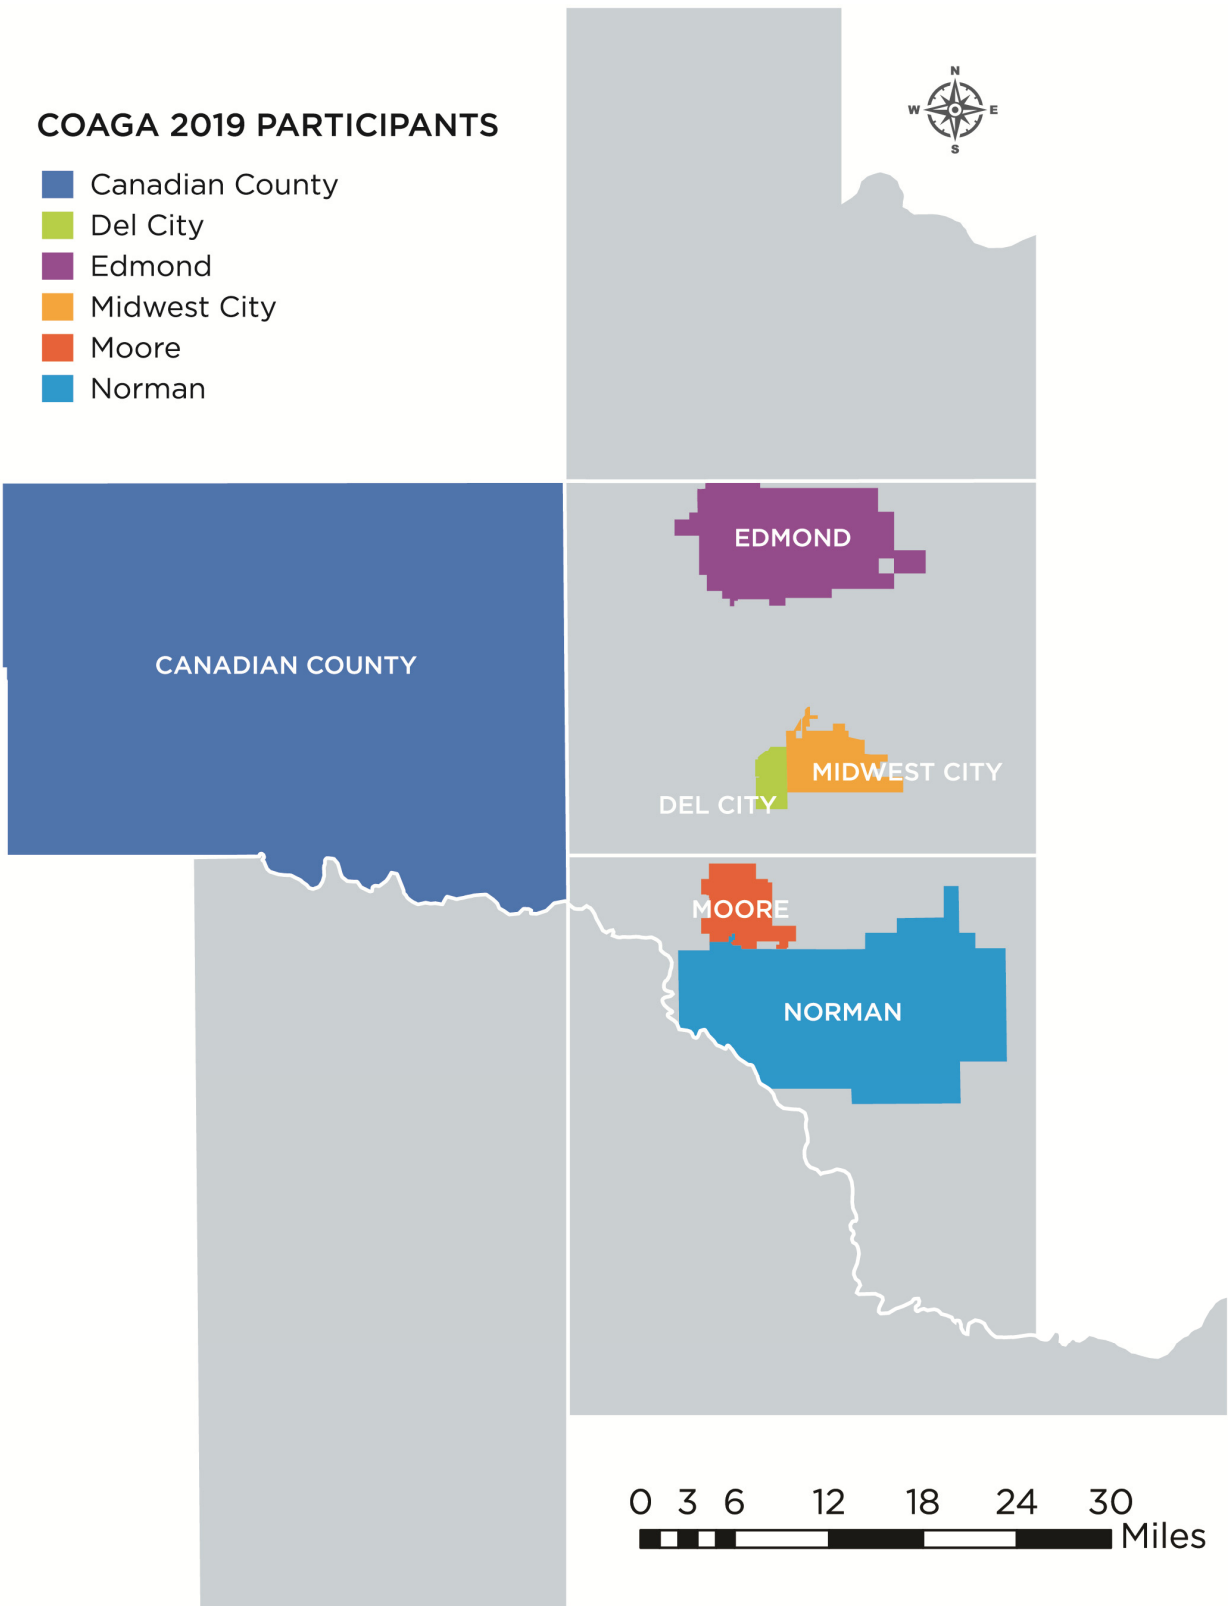 N
W E
S
COAGA 2019 PARTICIPANTS
Canadian County
Del City
Edmond
Midwest City
Moore
Norman
EDMOND
CANADIAN COUNTY
MIDWEST CITY
DEL CITY
MOORE
NORMAN
0 3 6 12 18 24 30
Miles